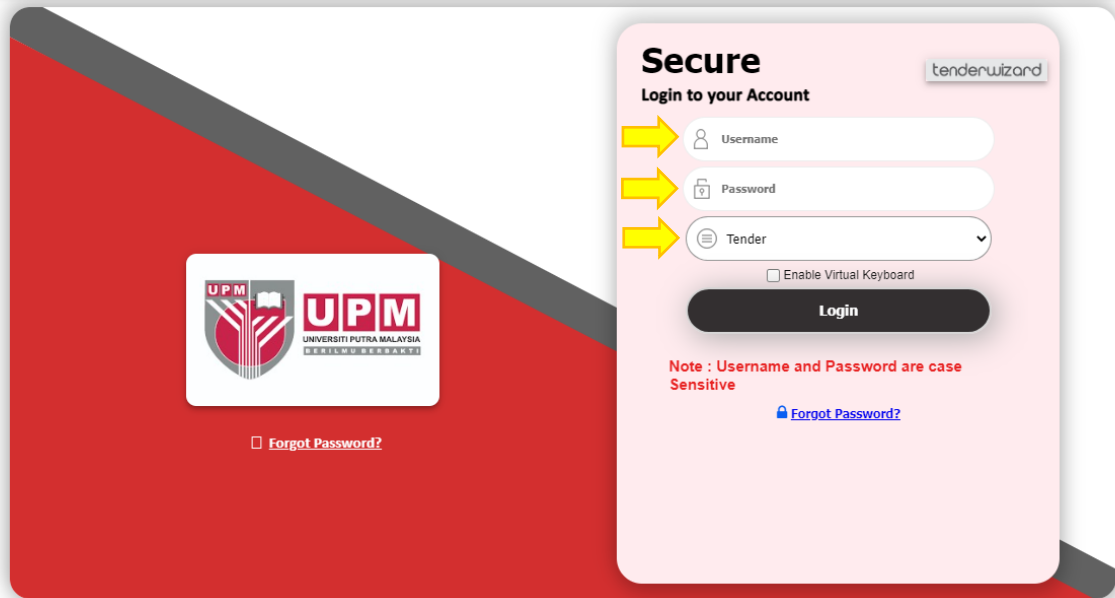 Secure
tenderwizard
Login to your Account
Username
Password
Tender
Enable Virtual Keyboard
Login
Note : Username and Password are case
Sensitive
Forgot Password?
UPM
UPM
UNIVERSITI PUTRA MALAYSIA
BERILMU BERBAKTI
Forgot Password?